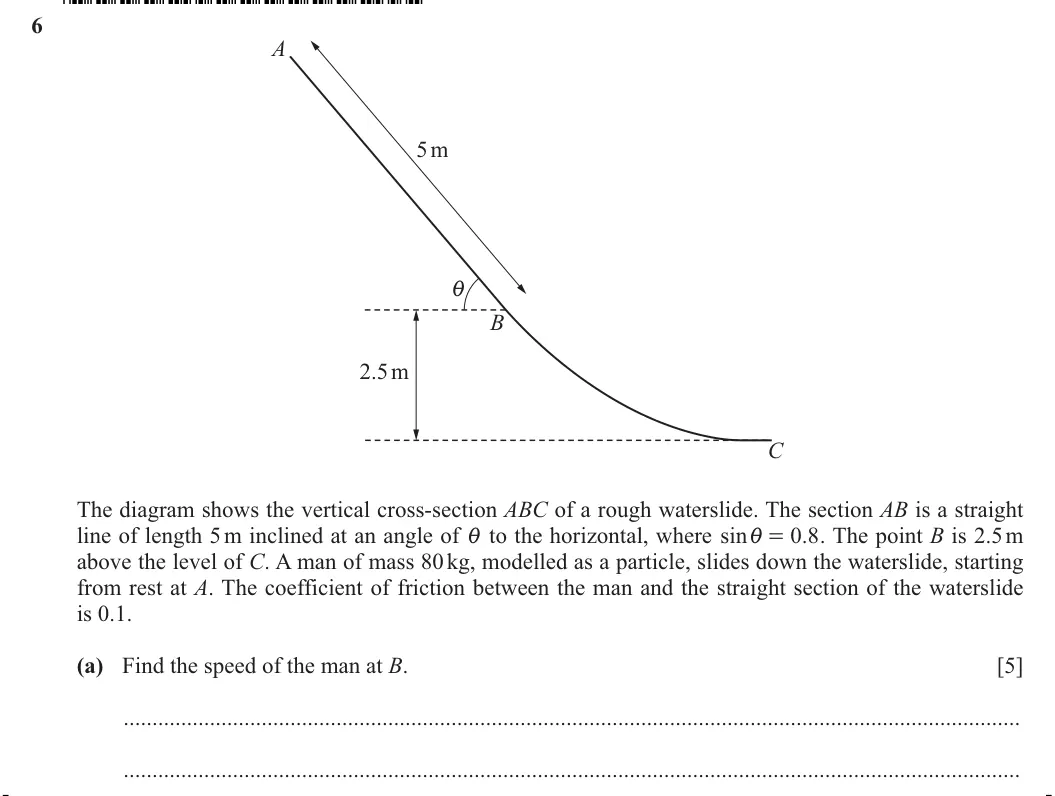 6
A
5 m
θ
B
2.5 m
C
The diagram shows the vertical cross-section ABC of a rough waterslide. The section AB is a straight
line of length 5 m inclined at an angle of θ to the horizontal, where sin θ = 0.8. The point B is 2.5 m
above the level of C. A man of mass 80 kg, modelled as a particle, slides down the waterslide, starting
from rest at A. The coefficient of friction between the man and the straight section of the waterslide
is 0.1.
(a) Find the speed of the man at B. [5]